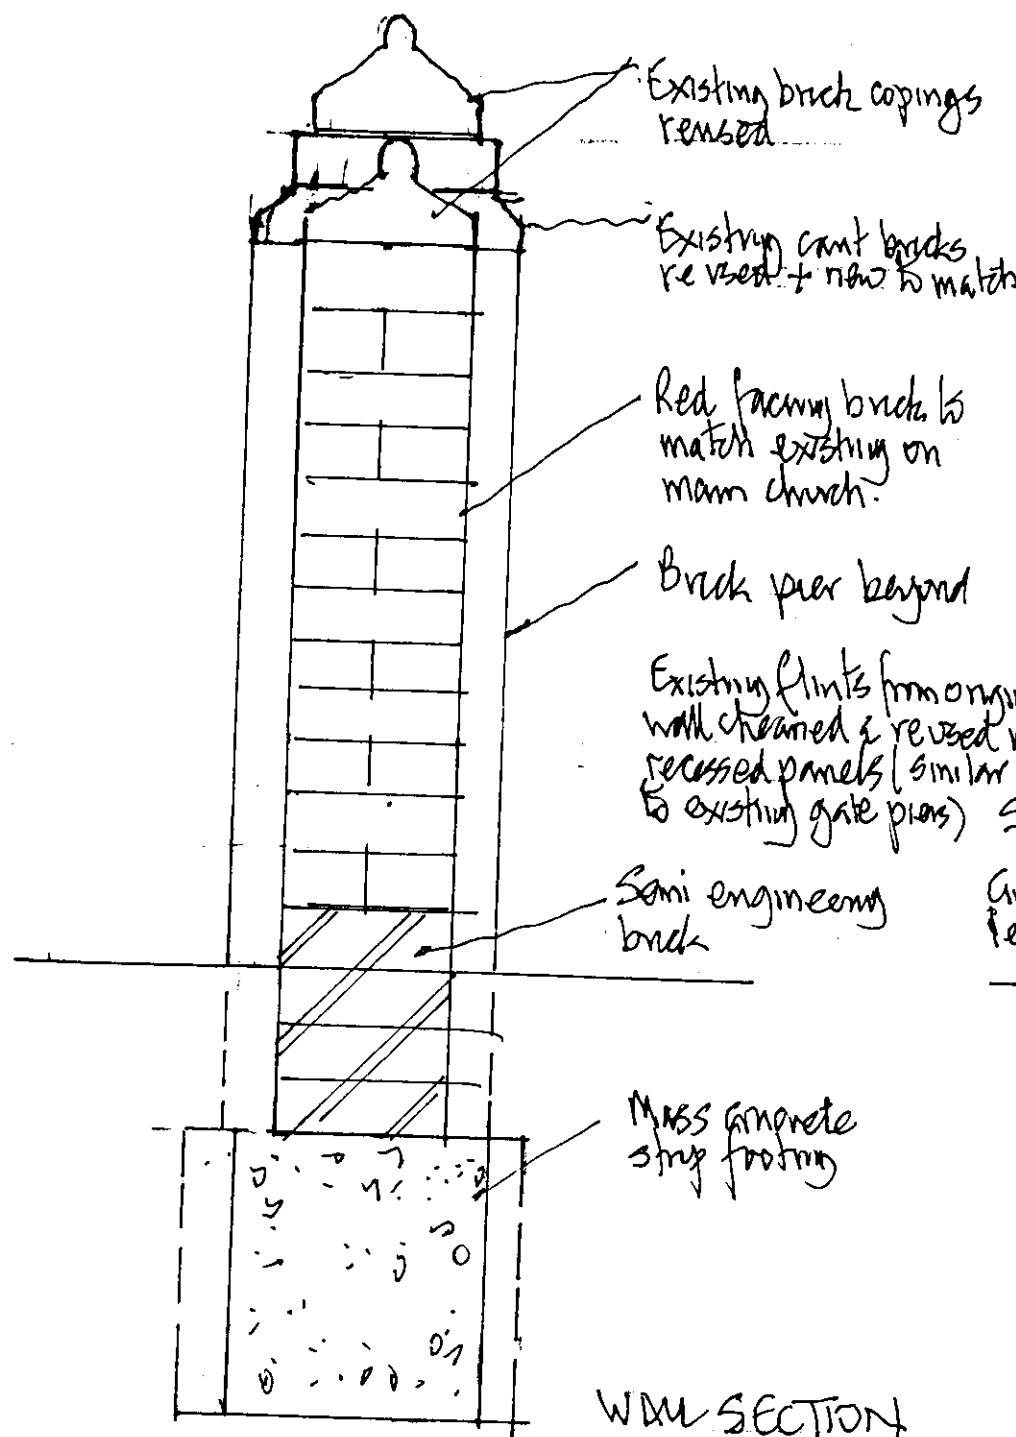 Existing brick copings
reused
Existing cant bricks
reused + new to match
Red facing brick to
match existing on
main church.
Brick pier beyond
Existing flints from
wall cleaned & reused
recessed panels (similar
to existing gate piers)
Semi engineering
brick
Mass concrete
strip footing
WALL SECTION